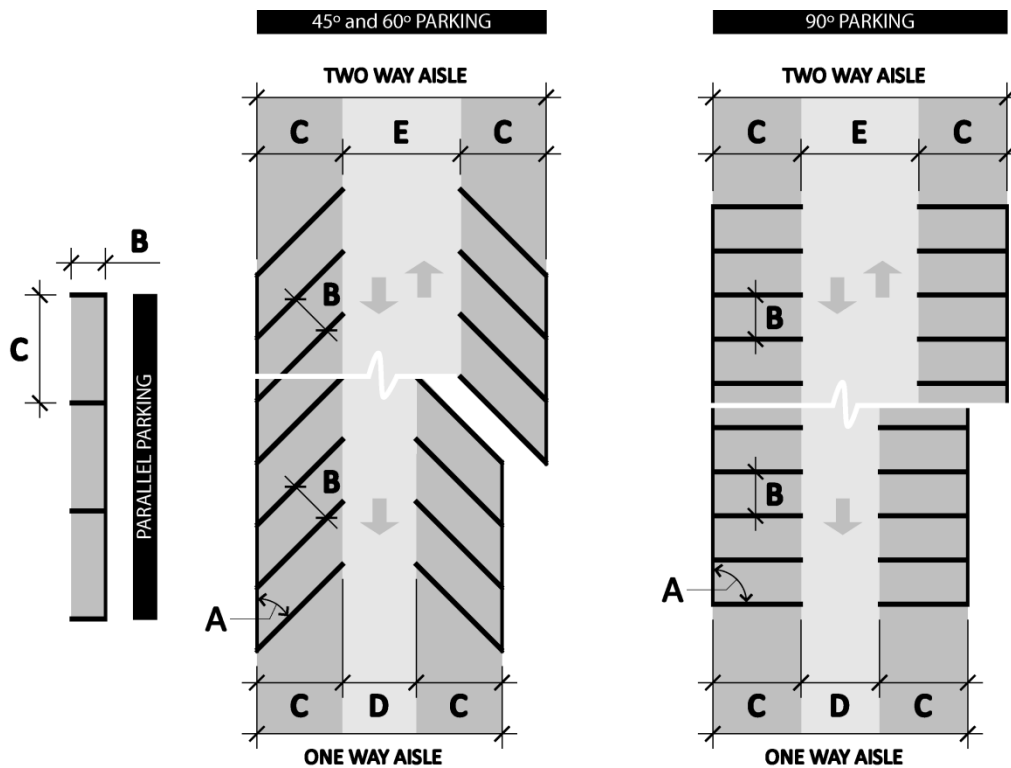 45º and 60º PARKING
90º PARKING
TWO WAY AISLE
TWO WAY AISLE
C E C
C E C
B
B
B
C
PARALLEL PARKING
B
B
A
A
C D C
C D C
ONE WAY AISLE
ONE WAY AISLE